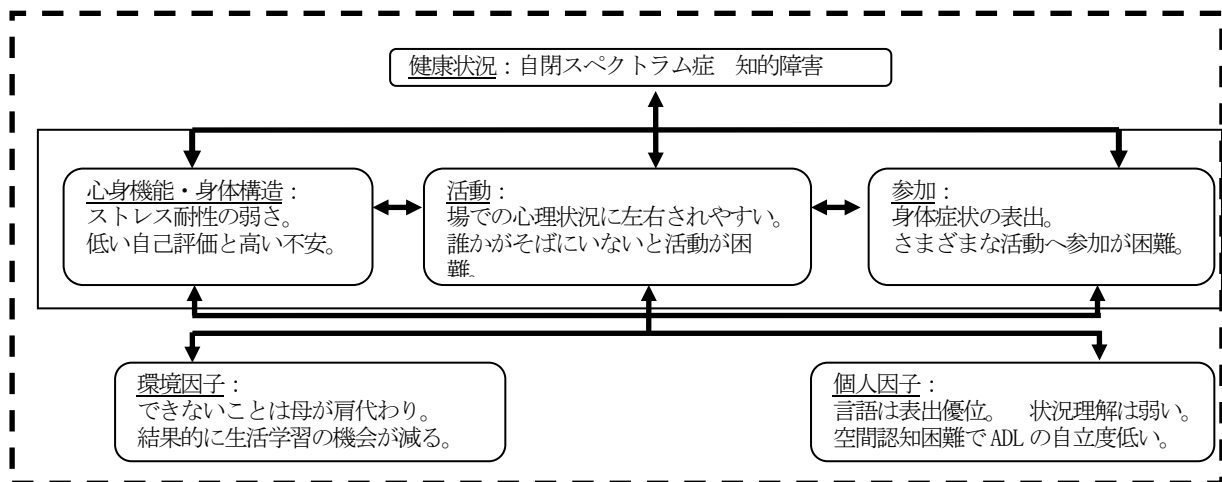 健康状況：自閉スペクトラム症　知的障害
心身機能・身体構造：
ストレス耐性の弱さ。
低い自己評価と高い不安。
活動：
場での心理状況に左右されやすい。
誰かがそばにいないと活動が困
難。
参加：
身体症状の表出。
さまざまな活動へ参加が困難。
環境因子：
できないことは母が肩代わり。
結果的に生活学習の機会が減る。
個人因子：
言語は表出優位。　状況理解は弱い。
空間認知困難で ADL の自立度低い。